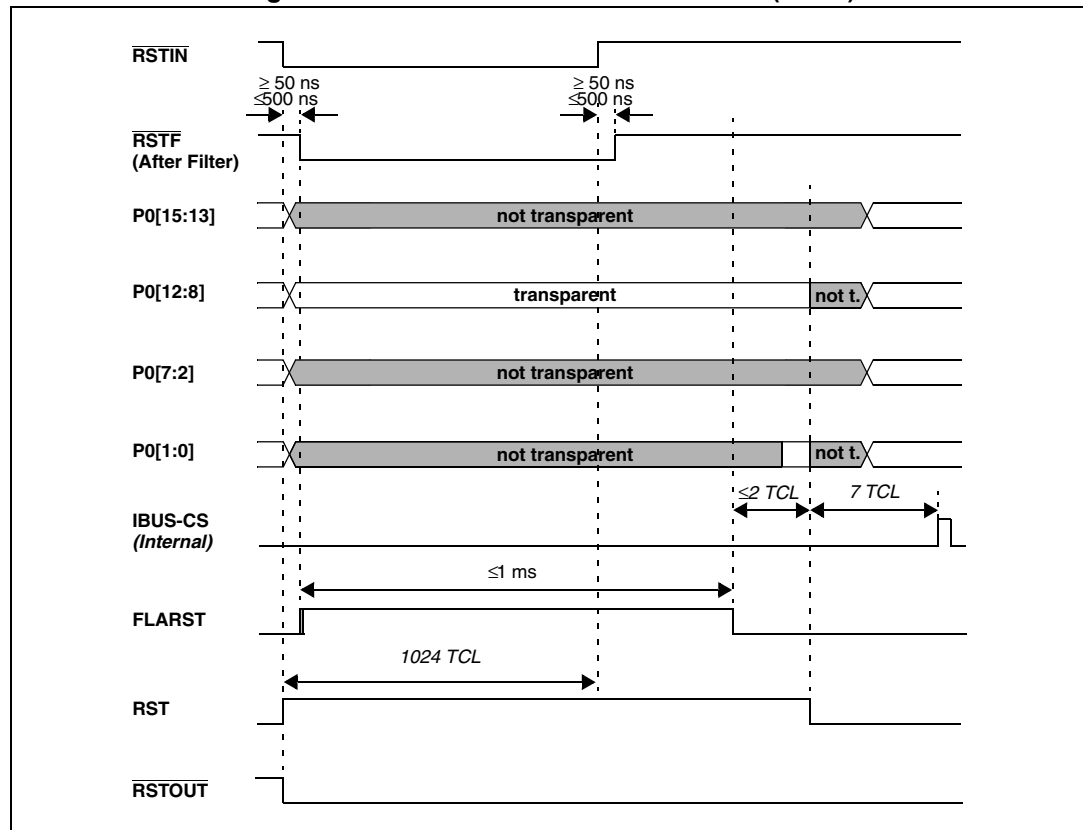 RSTIN
≥ 50 ns ≥ 50 ns
≤500 ns ≤500 ns
RSTF
(After Filter)
P0[15:13] not transparent
P0[12:8] transparent not t.
P0[7:2] not transparent
P0[1:0] not transparent not t.
≤2 TCL 7 TCL
IBUS-CS
(Internal)
≤1 ms
FLARST
1024 TCL
RST
RSTOUT